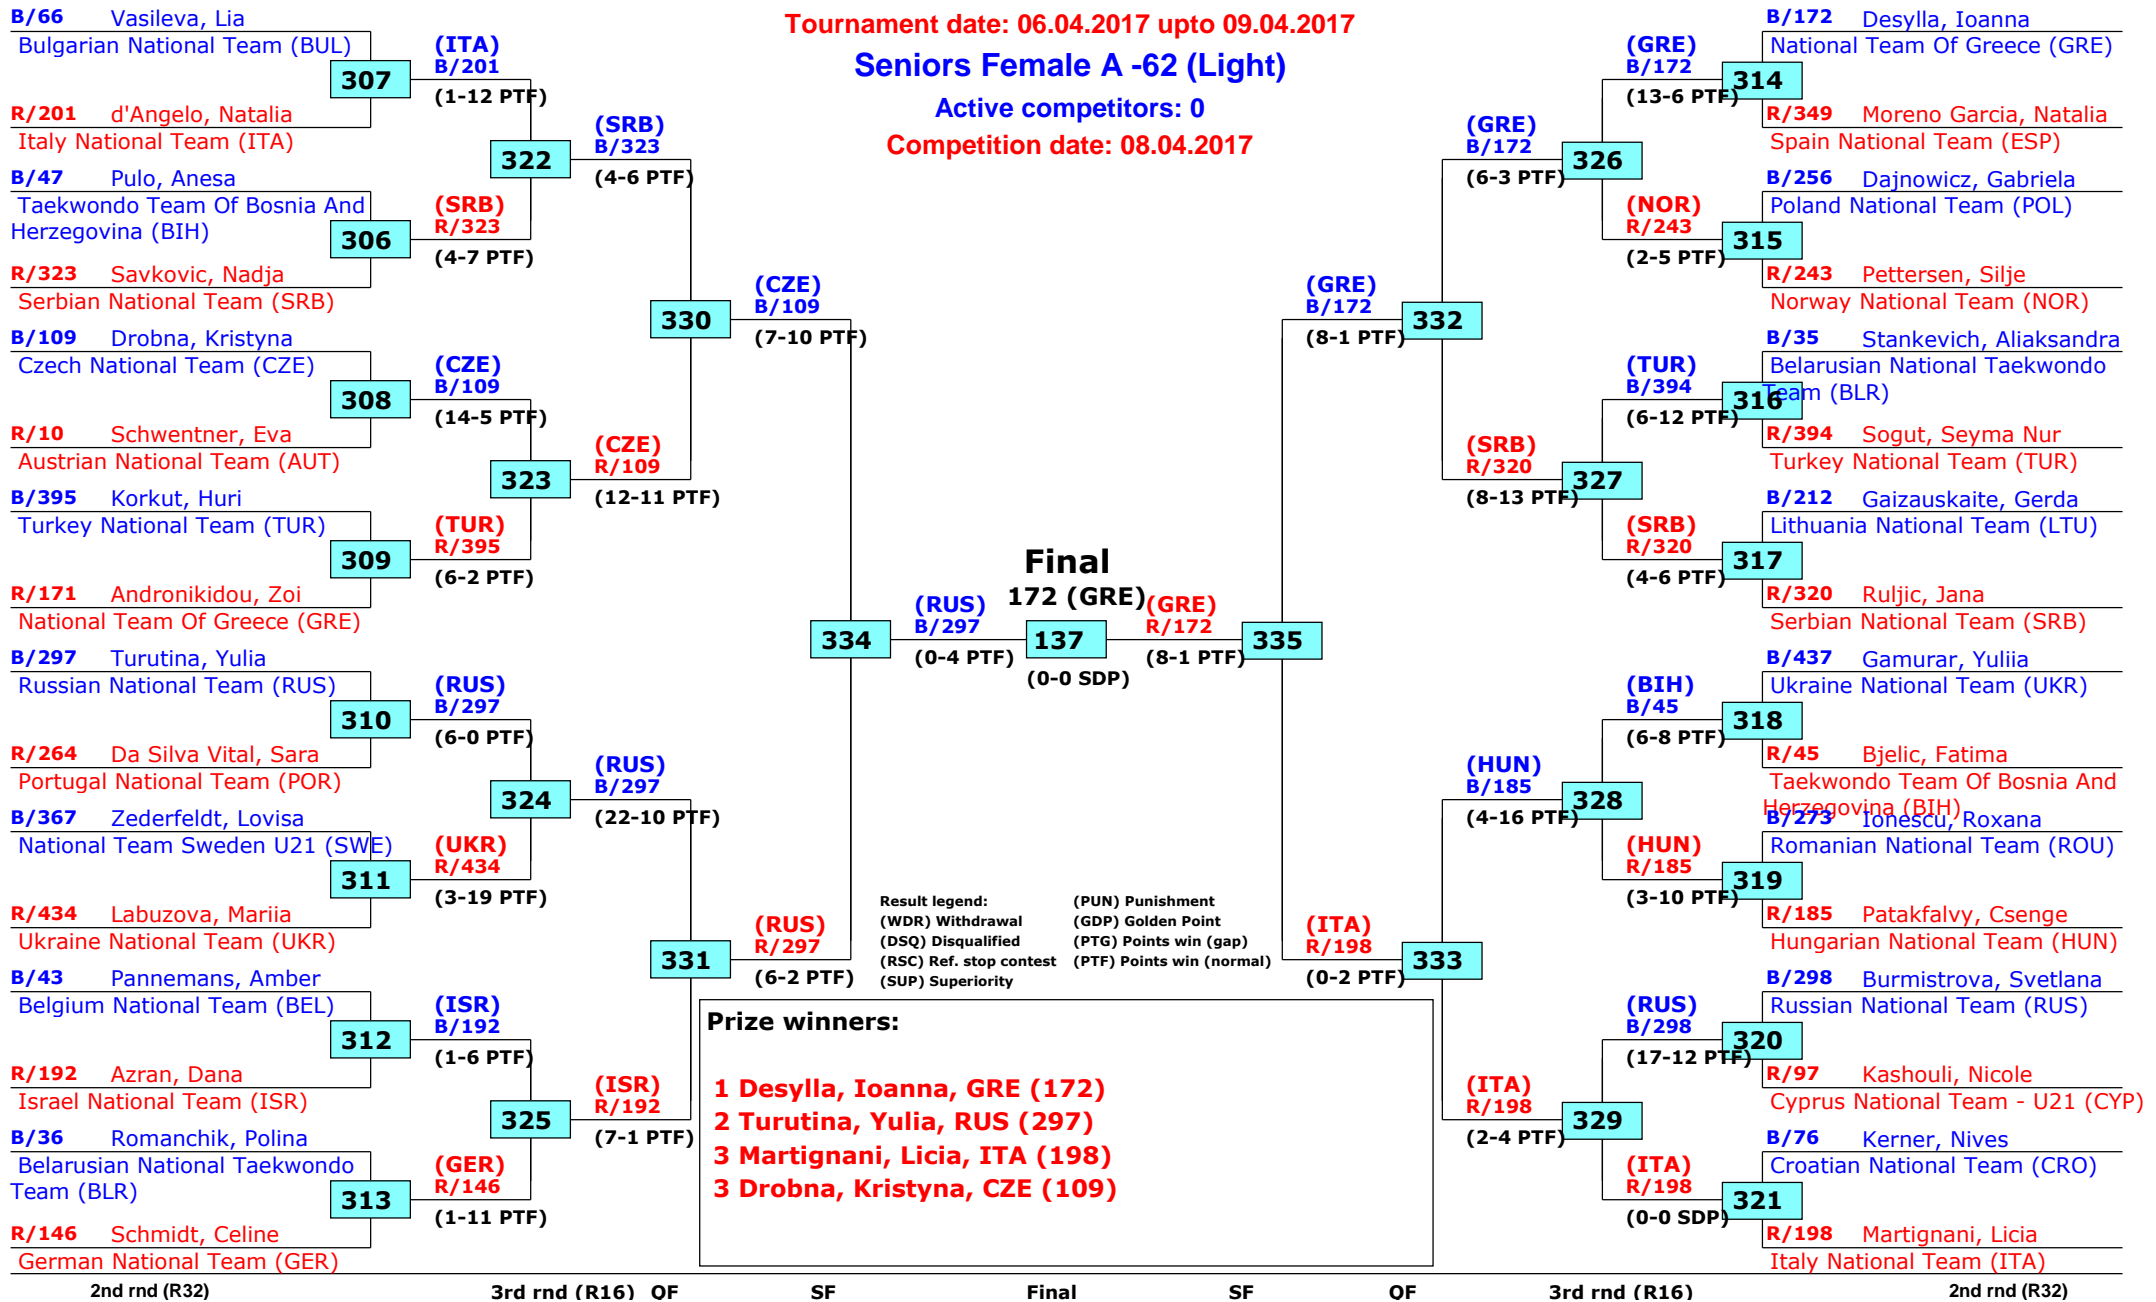 Tournament date: 06.04.2017 upto 09.04.2017
Seniors Female A -62 (Light)
Active competitors: 0
Competition date: 08.04.2017
B/66 Vasileva, Lia
Bulgarian National Team (BUL)
307
R/201 d'Angelo, Natalia
Italy National Team (ITA)
B/47 Pulo, Anesa
Taekwondo Team Of Bosnia And
Herzegovina (BIH)
306
R/323 Savkovic, Nadja
Serbian National Team (SRB)
B/109 Drobna, Kristyna
Czech National Team (CZE)
308
R/10 Schwentner, Eva
Austrian National Team (AUT)
B/395 Korkut, Huri
Turkey National Team (TUR)
309
R/171 Andronikidou, Zoi
National Team Of Greece (GRE)
B/297 Turutina, Yulia
Russian National Team (RUS)
310
R/264 Da Silva Vital, Sara
Portugal National Team (POR)
B/367 Zederfeldt, Lovisa
National Team Sweden U21 (SWE)
311
R/434 Labuzova, Mariia
Ukraine National Team (UKR)
B/43 Pannemans, Amber
Belgium National Team (BEL)
312
R/192 Azran, Dana
Israel National Team (ISR)
B/36 Romanchik, Polina
Belarusian National Taekwondo
Team (BLR)
313
R/146 Schmidt, Celine
German National Team (GER)
(ITA)
B/201
(1-12 PTF)
322
(SRB)
R/323
(4-7 PTF)
(CZE)
B/109
(14-5 PTF)
323
(TUR)
R/395
(6-2 PTF)
(RUS)
B/297
(6-0 PTF)
324
(UKR)
R/434
(3-19 PTF)
(ISR)
B/192
(1-6 PTF)
325
(GER)
R/146
(1-11 PTF)
(SRB)
B/323
(4-6 PTF)
330
(CZE)
R/109
(12-11 PTF)
(RUS)
B/297
(22-10 PTF)
331
(ISR)
R/192
(7-1 PTF)
(CZE)
B/109
(7-10 PTF)
334
(RUS)
R/297
(6-2 PTF)
(RUS)
B/297
(0-4 PTF)
Final
172 (GRE)
137
(0-0 SDP)
(GRE)
R/172
(8-1 PTF)
335
(GRE)
B/172
(8-1 PTF)
332
(ITA)
R/198
(0-2 PTF)
333
(GRE)
B/172
(6-3 PTF)
326
(SRB)
R/320
(8-13 PTF)
327
(HUN)
B/185
(4-16 PTF)
328
(ITA)
R/198
(2-4 PTF)
329
(GRE)
B/172
(13-6 PTF)
314
(NOR)
R/243
(2-5 PTF)
315
(TUR)
B/394
(6-12 PTF)
316
(SRB)
R/320
(4-6 PTF)
317
(BIH)
B/45
(6-8 PTF)
318
(HUN)
R/185
(3-10 PTF)
319
(RUS)
B/298
(17-12 PTF)
320
(ITA)
R/198
(0-0 SDP)
321
B/172 Desylla, Ioanna
National Team Of Greece (GRE)
R/349 Moreno Garcia, Natalia
Spain National Team (ESP)
B/256 Dajnowicz, Gabriela
Poland National Team (POL)
R/243 Pettersen, Silje
Norway National Team (NOR)
B/35 Stankevich, Aliaksandra
Belarusian National Taekwondo
Team (BLR)
R/394 Sogut, Seyma Nur
Turkey National Team (TUR)
B/212 Gaizauskaite, Gerda
Lithuania National Team (LTU)
R/320 Ruljic, Jana
Serbian National Team (SRB)
B/437 Gamurar, Yuliia
Ukraine National Team (UKR)
R/45 Bjelic, Fatima
Taekwondo Team Of Bosnia And
Herzegovina (BIH)
B/273 Ionescu, Roxana
Romanian National Team (ROU)
R/185 Patakfalvy, Csenge
Hungarian National Team (HUN)
B/298 Burmistrova, Svetlana
Russian National Team (RUS)
R/97 Kashouli, Nicole
Cyprus National Team - U21 (CYP)
B/76 Kerner, Nives
Croatian National Team (CRO)
R/198 Martignani, Licia
Italy National Team (ITA)
Result legend: (PUN) Punishment
(WDR) Withdrawal (GDP) Golden Point
(DSQ) Disqualified (PTG) Points win (gap)
(RSC) Ref. stop contest (PTF) Points win (normal)
(SUP) Superiority
Prize winners:
1 Desylla, Ioanna, GRE (172)
2 Turutina, Yulia, RUS (297)
3 Martignani, Licia, ITA (198)
3 Drobna, Kristyna, CZE (109)
2nd rnd (R32) 3rd rnd (R16) QF SF Final SF QF 3rd rnd (R16) 2nd rnd (R32)